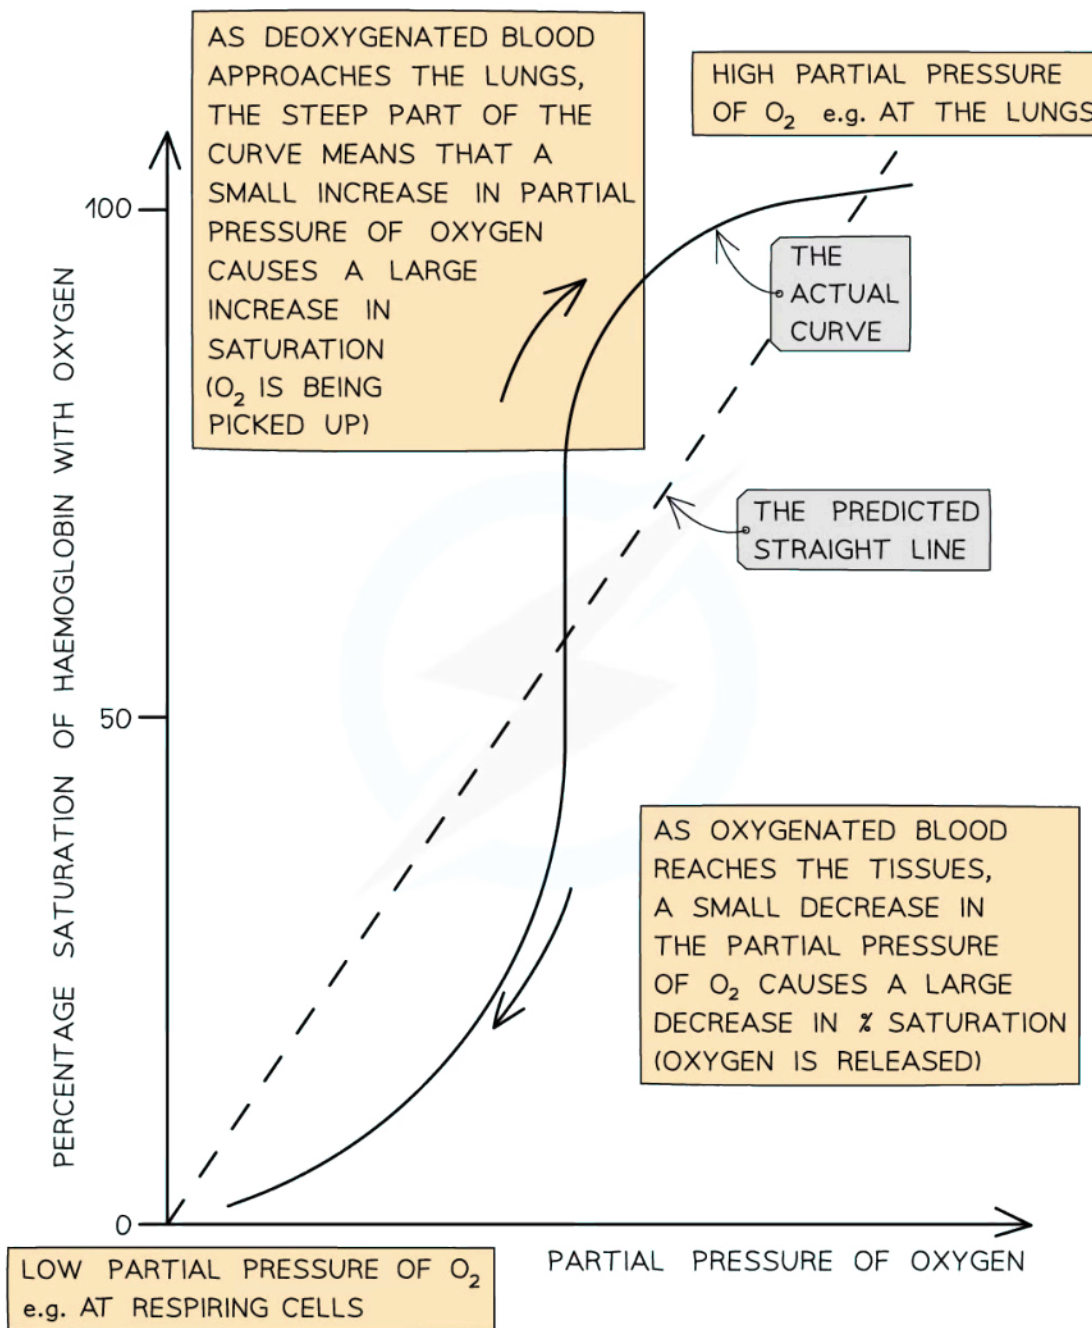 AS DEOXYGENATED BLOOD
APPROACHES THE LUNGS,
THE STEEP PART OF THE
CURVE MEANS THAT A
SMALL INCREASE IN PARTIAL
PRESSURE OF OXYGEN
CAUSES A LARGE
INCREASE IN
SATURATION
(O₂ IS BEING
PICKED UP)
HIGH PARTIAL PRESSURE
OF O₂ e.g. AT THE LUNGS
100
THE
ACTUAL
CURVE
PERCENTAGE SATURATION OF HAEMOGLOBIN WITH OXYGEN
THE PREDICTED
STRAIGHT LINE
50
AS OXYGENATED BLOOD
REACHES THE TISSUES,
A SMALL DECREASE IN
THE PARTIAL PRESSURE
OF O₂ CAUSES A LARGE
DECREASE IN % SATURATION
(OXYGEN IS RELEASED)
0
PARTIAL PRESSURE OF OXYGEN
LOW PARTIAL PRESSURE OF O₂
e.g. AT RESPIRING CELLS